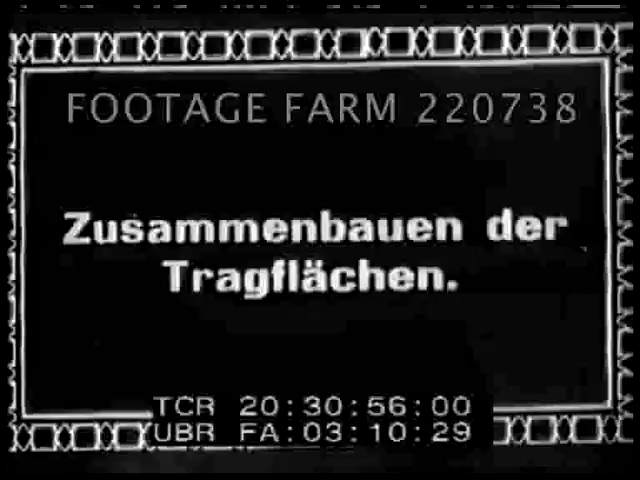 FOOTAGE FARM 220738
Zusammenbauen der
Tragflächen.
TCR 20:30:56:00
UBR FA:03:10:29